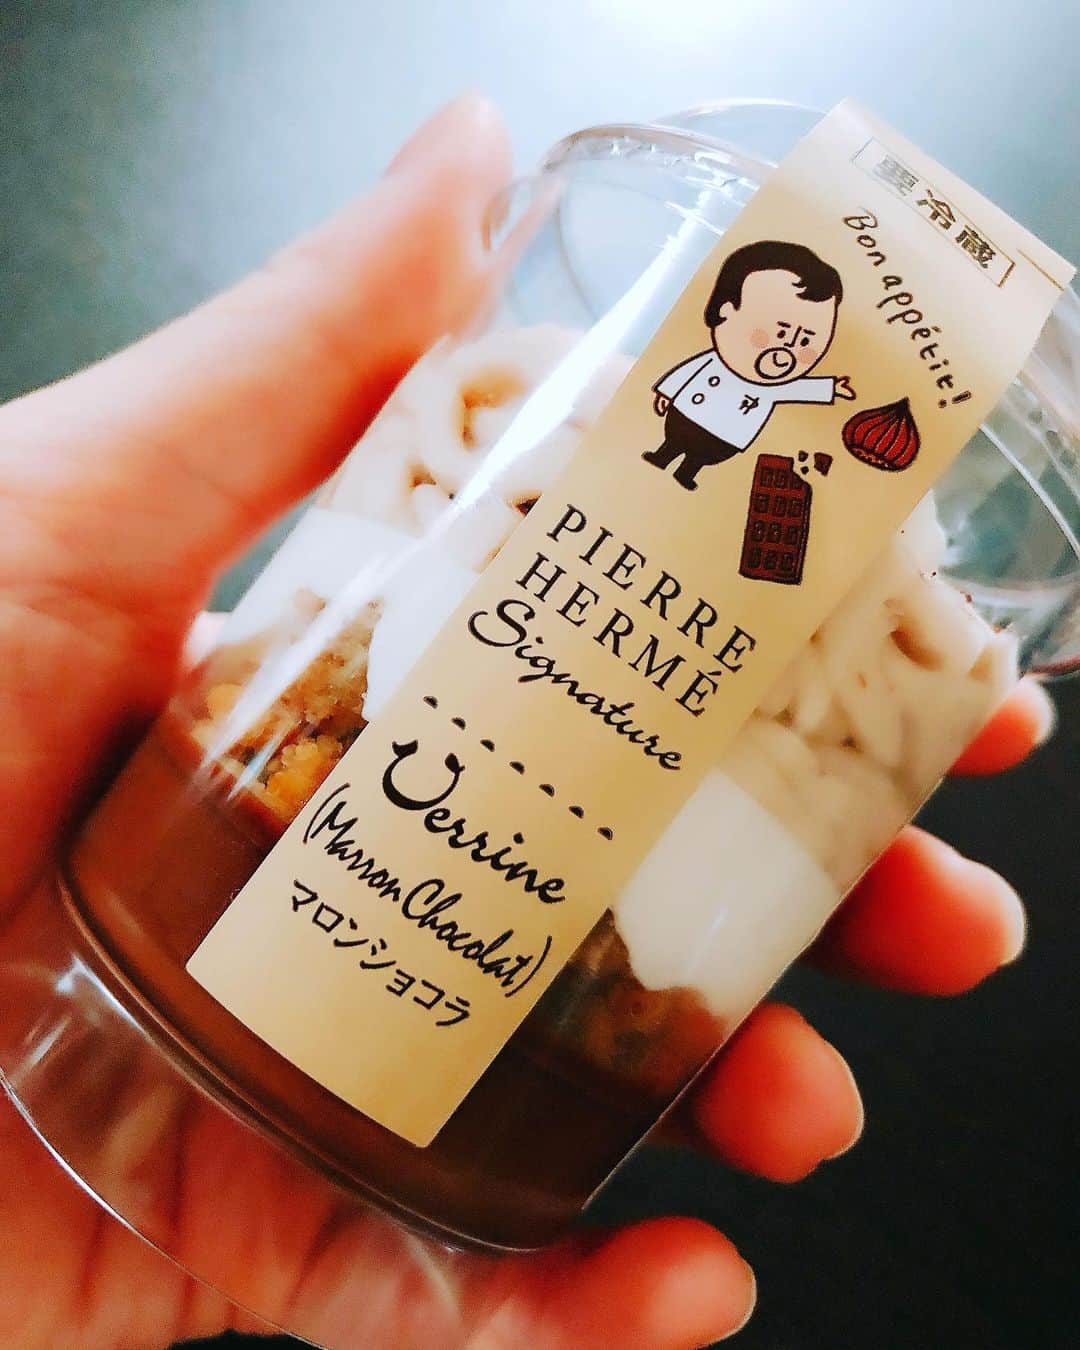 要冷蔵
Bon appétit!
PIERRE
HERMÉ
Signature
Verrine
(Marron Chocolat)
マロンショコラ